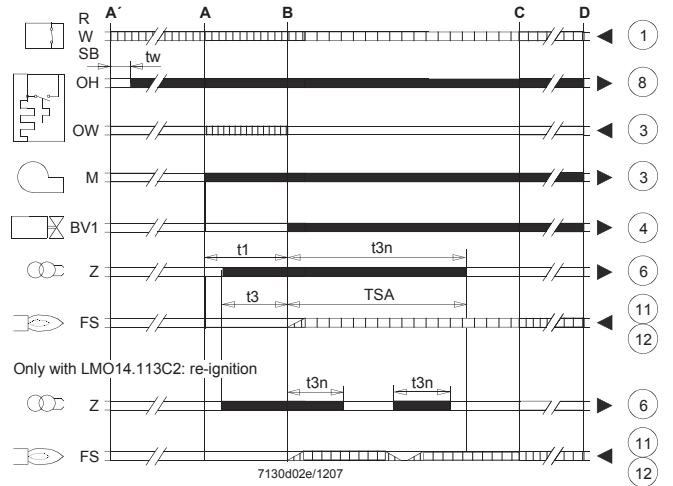 R A´ A B C D
W 1
SB tw
OH 8
OW 3
M 3
BV1 4
t1 t3n
Z 6
t3 TSA
FS 11
12
Only with LMO14.113C2: re-ignition
t3n t3n
Z 6
FS 11
12
7130d02e/1207